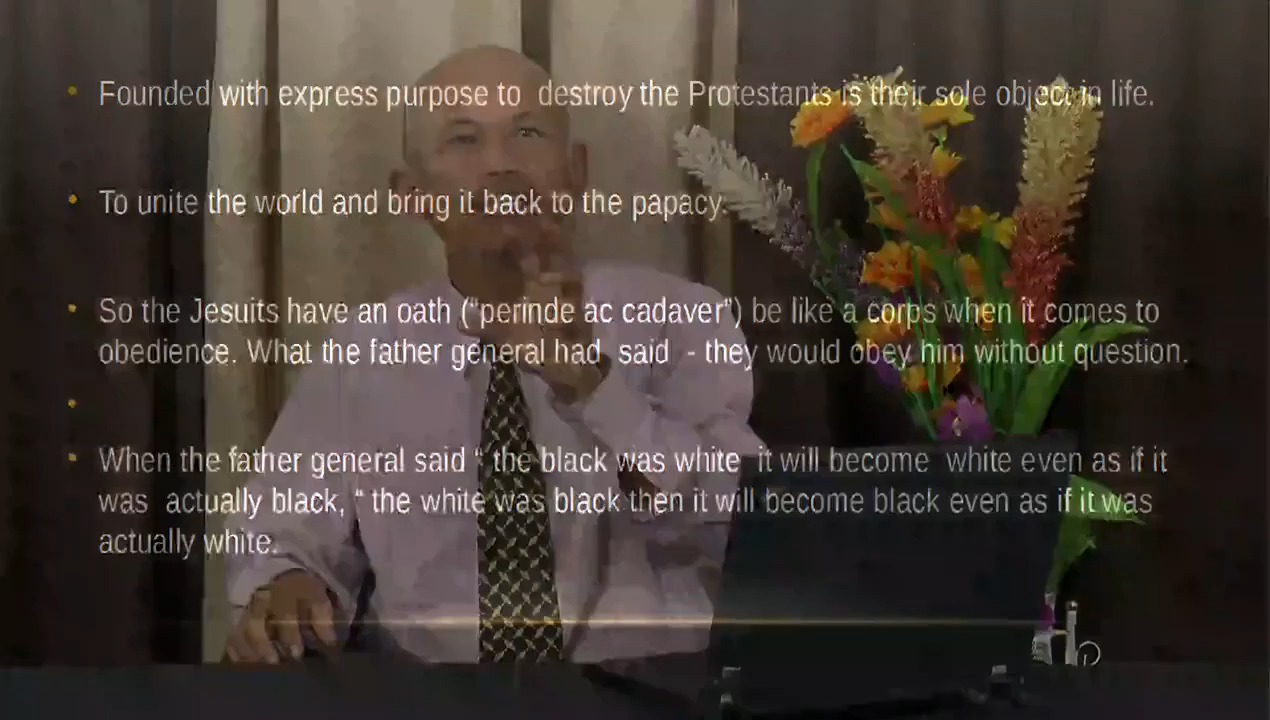 • Founded with express purpose to destroy the Protestants is their sole object in life.
• To unite the world and bring it back to the papacy.
• So the Jesuits have an oath (“perinde ac cadaver”) be like a corps when it comes to
obedience. What the father general had said - they would obey him without question.
•
• When the father general said “ the black was white it will become white even as if it
was actually black, “ the white was black then it will become black even as if it was
actually white.